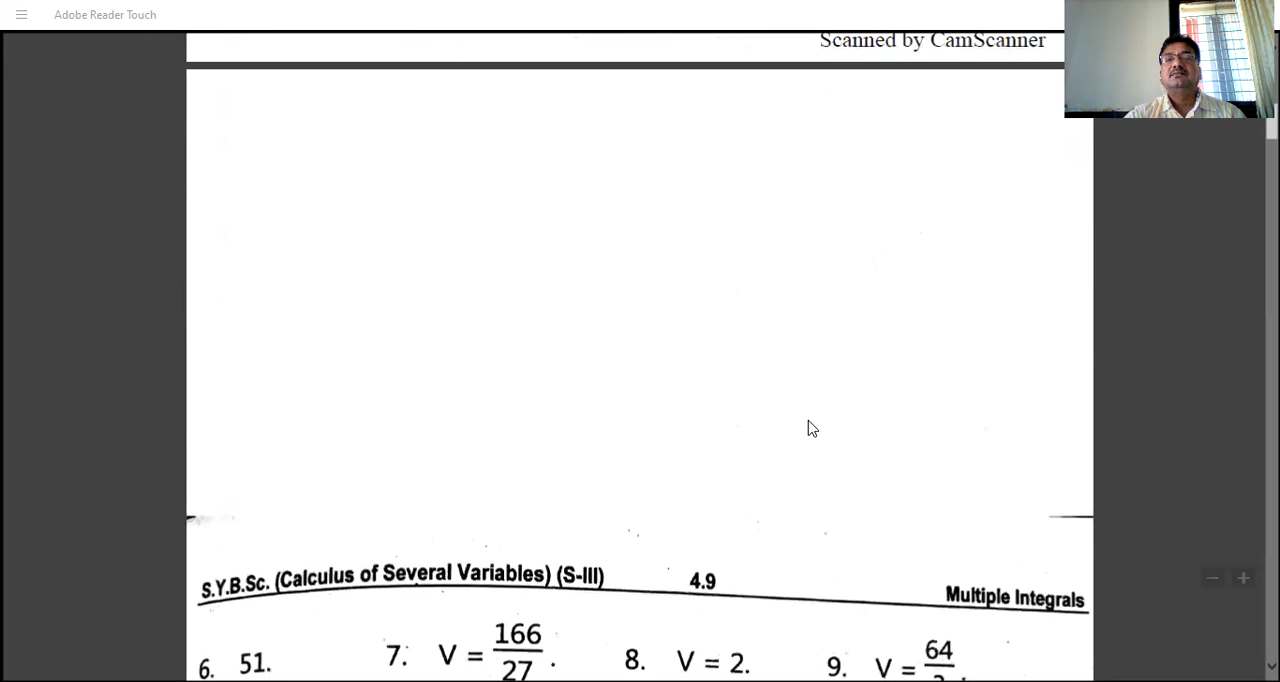 Adobe Reader Touch
Scanned by CamScanner
S.Y.B.Sc. (Calculus of Several Variables) (S-III) 4.9 Multiple Integrals
6. 51. 7. V = 166/27 . 8. V = 2. 9. V = 64/